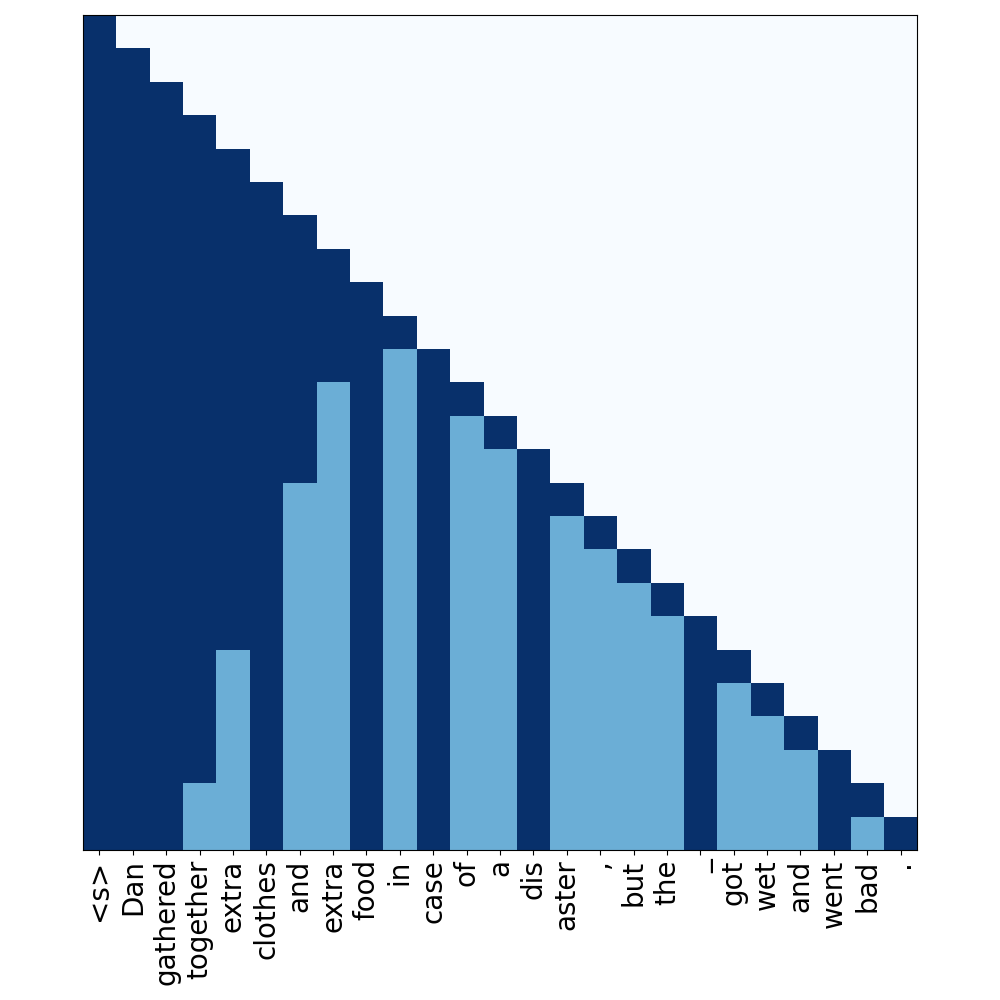 <s> Dan gathered together extra clothes and extra food in case of a dis aster , but the _ got wet and went bad .